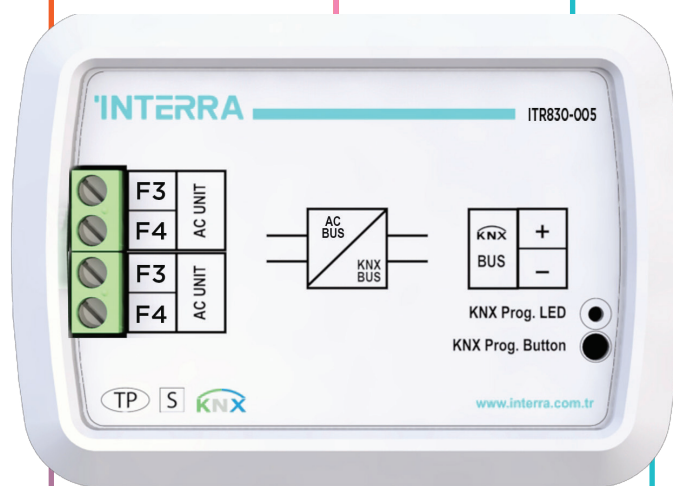 INTERRA
ITR830-005
F3
F4
AC UNIT
F3
F4
AC UNIT
AC
BUS
KNX
BUS
KNX
BUS
+
−
KNX Prog. LED
KNX Prog. Button
TP
S
KNX
www.interra.com.tr